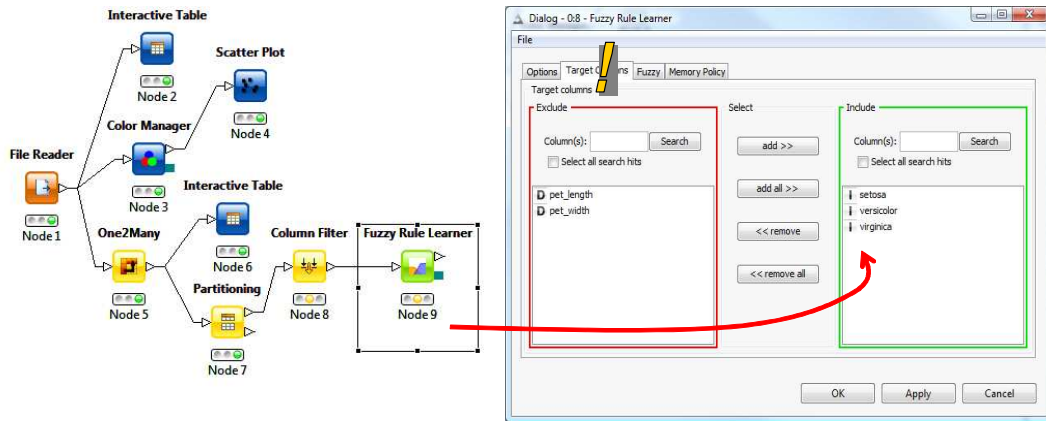 Interactive Table
Node 2
Scatter Plot
Node 4
Color Manager
Node 3
File Reader
Node 1
Interactive Table
Node 6
One2Many
Node 5
Partitioning
Node 7
Column Filter
Node 8
Fuzzy Rule Learner
Node 9
Dialog - 0:8 - Fuzzy Rule Learner
File
Options Target Fuzzy Memory Policy
Target columns
Exclude
Column(s): Search
Select all search hits
D pet_length
D pet_width
Select
add >>
add all >>
<< remove
<< remove all
Include
Column(s): Search
Select all search hits
I setosa
I versicolor
I virginica
OK Apply Cancel
!